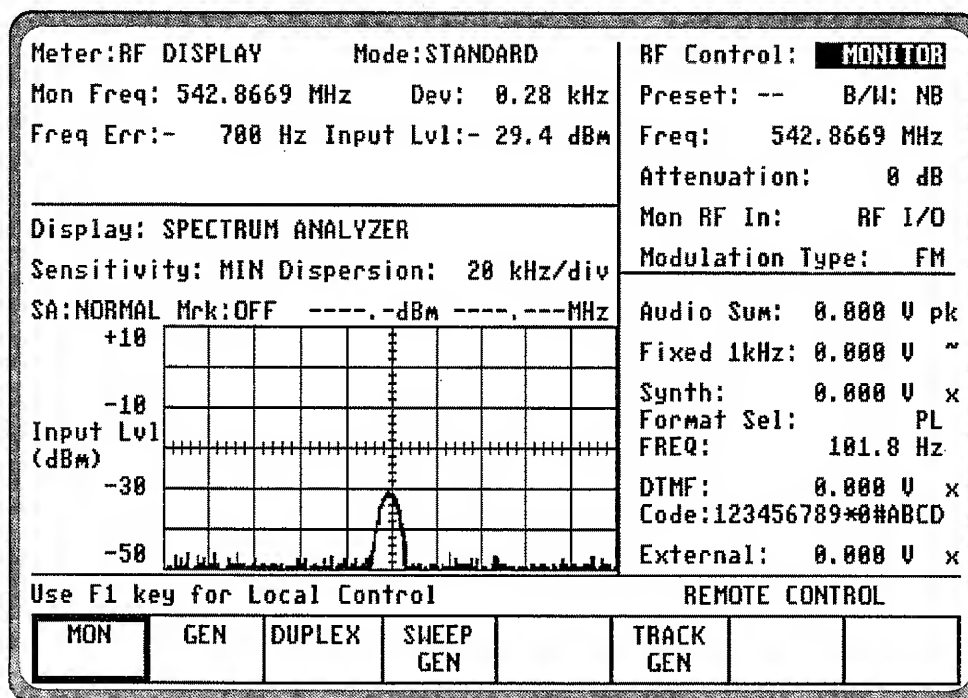 Meter:RF DISPLAY Mode:STANDARD
Mon Freq: 542.8669 MHz Dev: 0.28 kHz
Freq Err:- 700 Hz Input Lvl:- 29.4 dBm
Display: SPECTRUM ANALYZER
Sensitivity: MIN Dispersion: 20 kHz/div
SA:NORMAL Mrk:OFF ----.-dBm ----.---MHz
+10
-10
Input Lvl
(dBm)
-30
-50
RF Control: MONITOR
Preset: -- B/W: NB
Freq: 542.8669 MHz
Attenuation: 0 dB
Mon RF In: RF I/O
Modulation Type: FM
Audio Sum: 0.000 V pk
Fixed 1kHz: 0.000 V ~
Synth: 0.000 V x
Format Sel: PL
FREQ: 101.8 Hz
DTMF: 0.000 V x
Code:123456789*0#ABCD
External: 0.000 V x
Use F1 key for Local Control REMOTE CONTROL
MON GEN DUPLEX SWEEP GEN TRACK GEN